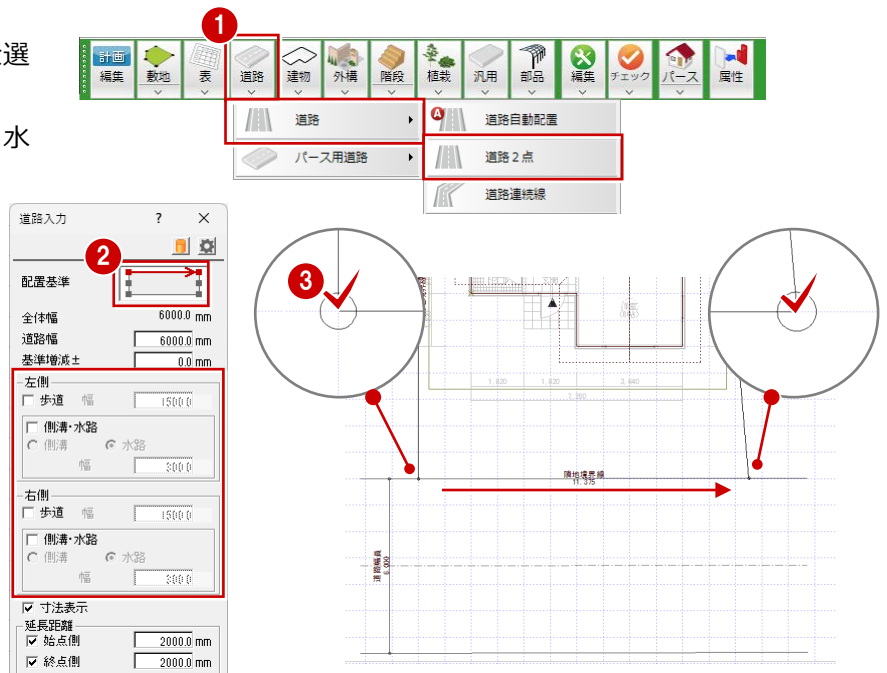 選
水
1
計画
編集
敷地
表
道路
建物
外構
階段
植栽
汎用
部品
編集
チェック
パース
属性
道路
パース用道路
A
道路自動配置
道路2点
道路連続線
道路入力 ? ×
2
配置基準
全体幅 6000.0 mm
道路幅 6000.0 mm
基準増減± 0.0 mm
左側
歩道 幅 1500.0
側溝・水路
側溝 水路
幅 300.0
右側
歩道 幅 1500.0
側溝・水路
側溝 水路
幅 300.0
寸法表示
延長距離
始点側 2000.0 mm
終点側 2000.0 mm
3
1,820 1,820 3,640
隣地境界線
11.375
道路幅員
6.000